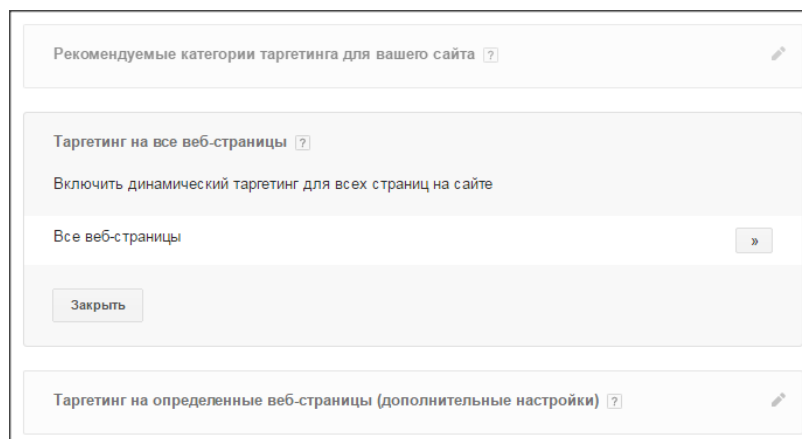 Рекомендуемые категории таргетинга для вашего сайта ?
Таргетинг на все веб-страницы ?
Включить динамический таргетинг для всех страниц на сайте
Все веб-страницы »
Закрыть
Таргетинг на определенные веб-страницы (дополнительные настройки) ?